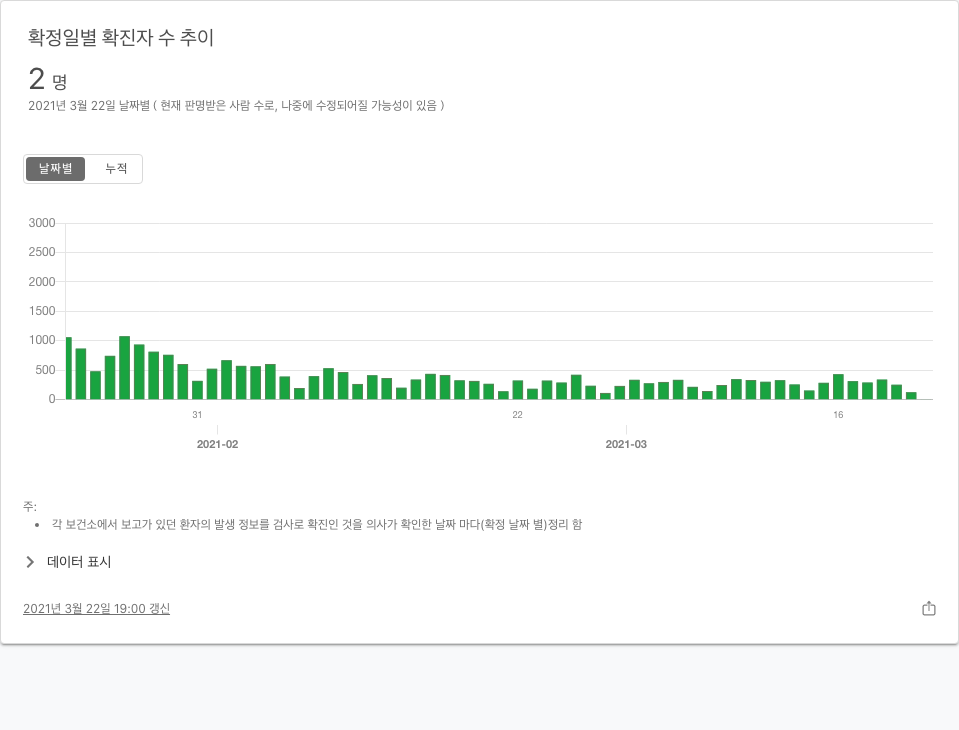 확정일별 확진자 수 추이
2 명
2021년 3월 22일 날짜별 ( 현재 판명받은 사람 수로, 나중에 수정되어질 가능성이 있음 )
날짜별 누적
3000
2500
2000
1500
1000
500
0
31 22 16
2021-02 2021-03
주:
• 각 보건소에서 보고가 있던 환자의 발생 정보를 검사로 확진인 것을 의사가 확인한 날짜 마다(확정 날짜 별)정리 함
데이터 표시
2021년 3월 22일 19:00 갱신